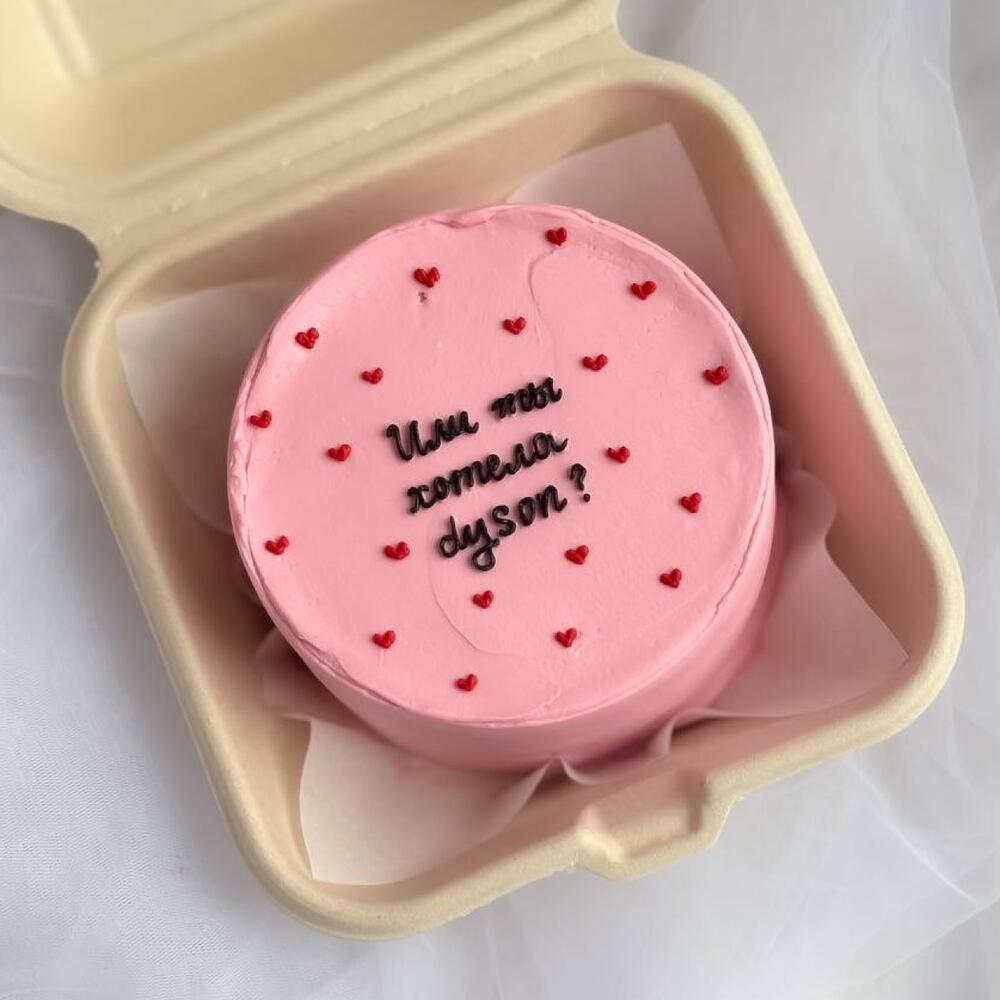 Или ты
хотела
dyson?